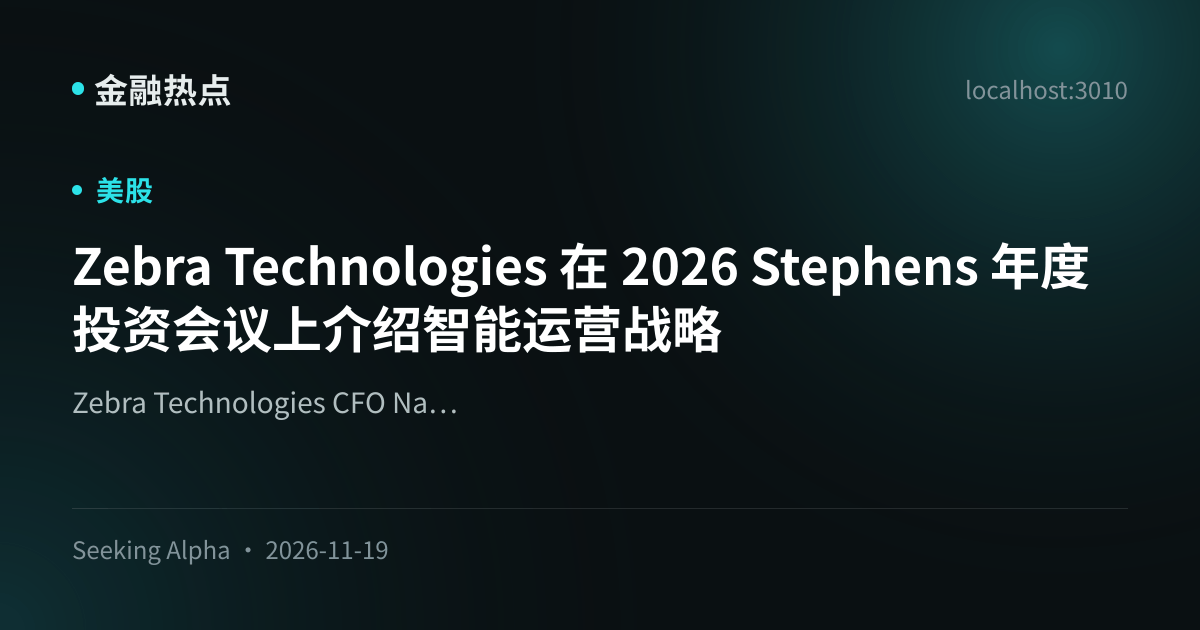 金融热点
localhost:3010
美股
Zebra Technologies 在 2026 Stephens 年度
投资会议上介绍智能运营战略
Zebra Technologies CFO Na…
Seeking Alpha · 2026-11-19